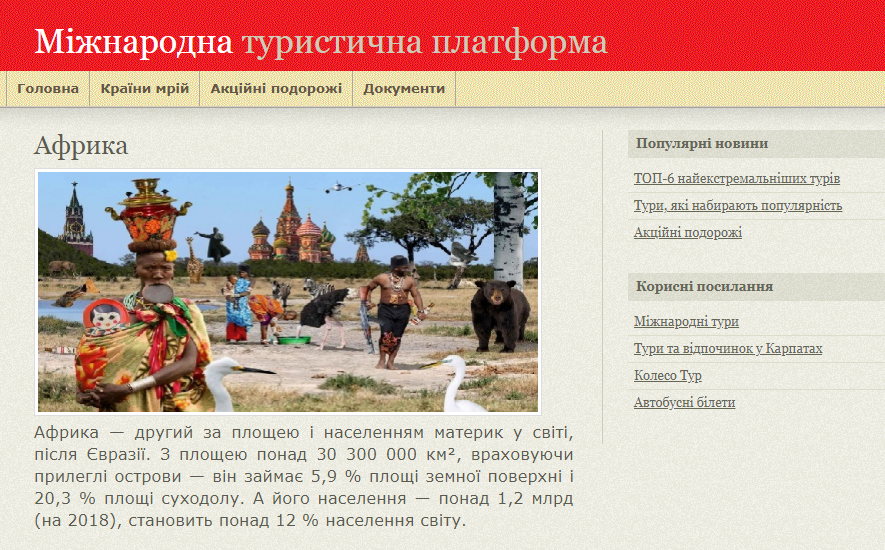 Міжнародна туристична платформа
Головна
Країни мрій
Акційні подорожі
Документи
Африка
Африка — другий за площею і населенням материк у світі,
після Євразії. З площею понад 30 300 000 км², враховуючи
прилеглі острови — він займає 5,9 % площі земної поверхні і
20,3 % площі суходолу. А його населення — понад 1,2 млрд
(на 2018), становить понад 12 % населення світу.
Популярні новини
ТОП-6 найекстремальніших турів
Тури, які набирають популярність
Акційні подорожі
Корисні посилання
Міжнародні тури
Тури та відпочинок у Карпатах
Колесо Тур
Автобусні білети